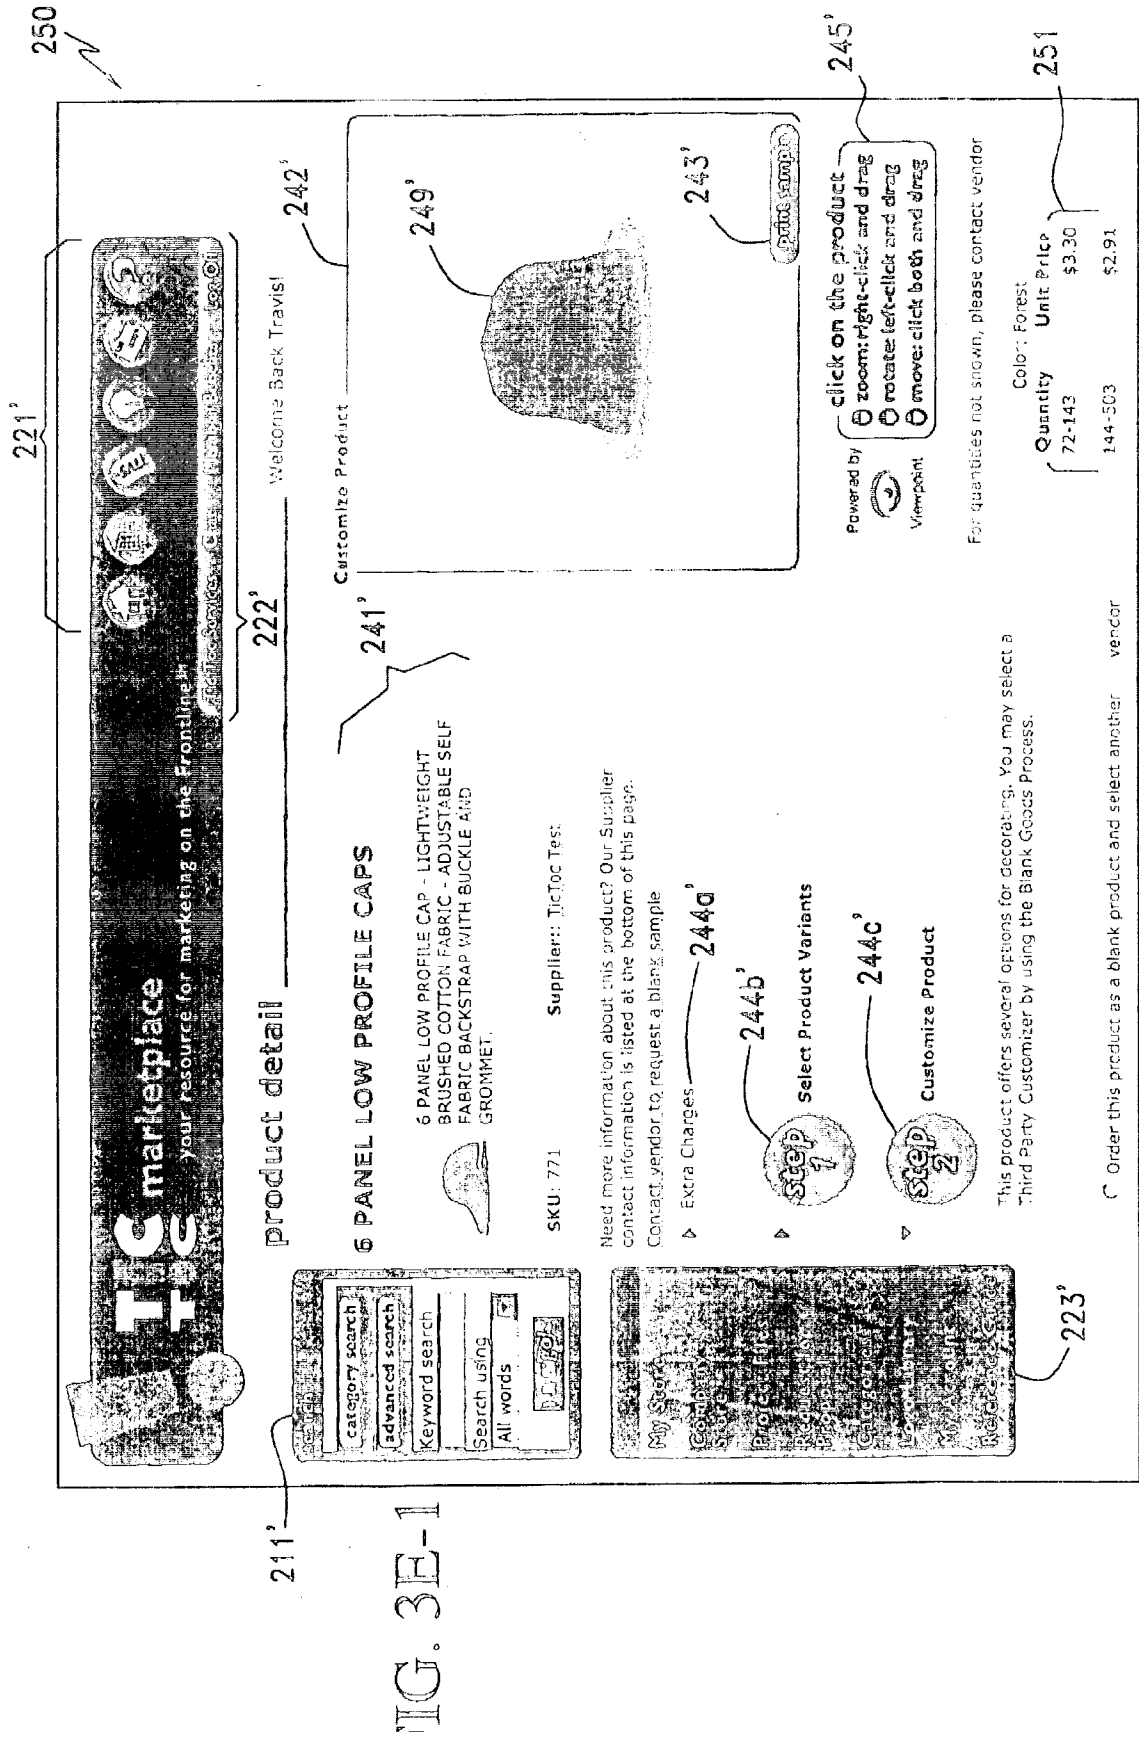 250
221'
TIC
TOC
marketplace
your resource for marketing on the Frontline
222'
product detail
Welcome Back Travis!
211'
category search
advanced search
Keyword search
Search using
All words
6 PANEL LOW PROFILE CAPS
241'
6 PANEL LOW PROFILE CAP - LIGHTWEIGHT
BRUSHED COTTON FABRIC - ADJUSTABLE SELF
FABRIC BACKSTRAP WITH BUCKLE AND
GROMMET.
SKU: 771 Supplier:: TicToc Test
Customize Product
242'
249'
243'
print sample
Need more information about this product? Our Supplier
contact information is listed at the bottom of this page.
Contact vendor to request a blank sample
Extra Charges
244a'
244b'
step
1
Select Product Variants
244c'
step
2
Customize Product
My Store
223'
Powered by
Viewpoint
click on the product
zoom: right-click and drag
rotate: left-click and drag
move: click both and drag
245'
This product offers several options for decorating. You may select a
Third Party Customizer by using the Blank Goods Process.
Order this product as a blank product and select another vendor
For quantities not shown, please contact vendor
Color: Forest
Quantity Unit Price
72-143 $3.30
144-503 $2.91
251
FIG. 3E-1